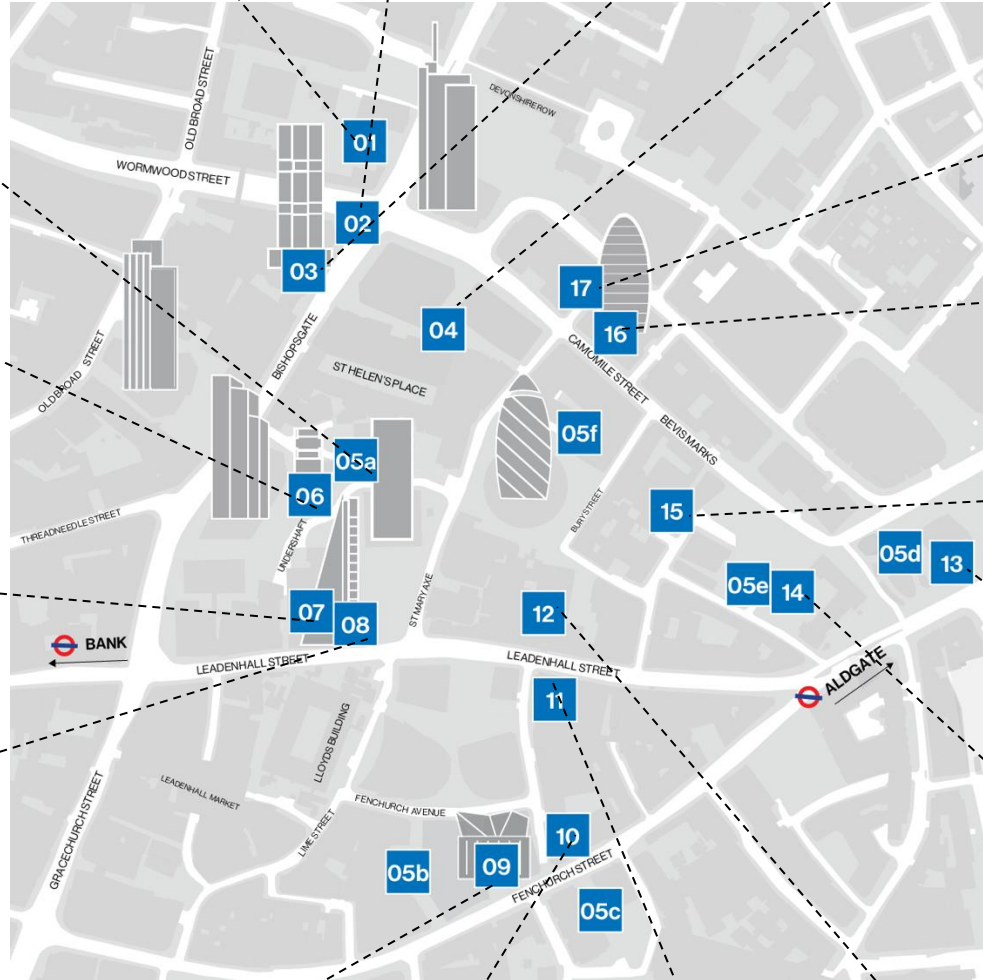 OLD BROAD STREET
DEVONSHIRE ROW
01
WORMWOOD STREET
02
03
17
04
16
BISHOPSGATE
CAMOMILE STREET
OLD BROAD STREET
ST HELEN'S PLACE
05f
BEVIS MARKS
05a
06
15
BURY STREET
THREADNEEDLE STREET
UNDERSHAFT
05d
13
05e
14
ST MARY AXE
07
08
12
BANK
LEADENHALL STREET
LEADENHALL STREET
ALDGATE
11
LLOYDS BUILDING
LEADENHALL MARKET
FENCHURCH AVENUE
GRACECHURCH STREET
LIME STREET
10
09
05b
FENCHURCH STREET
05c